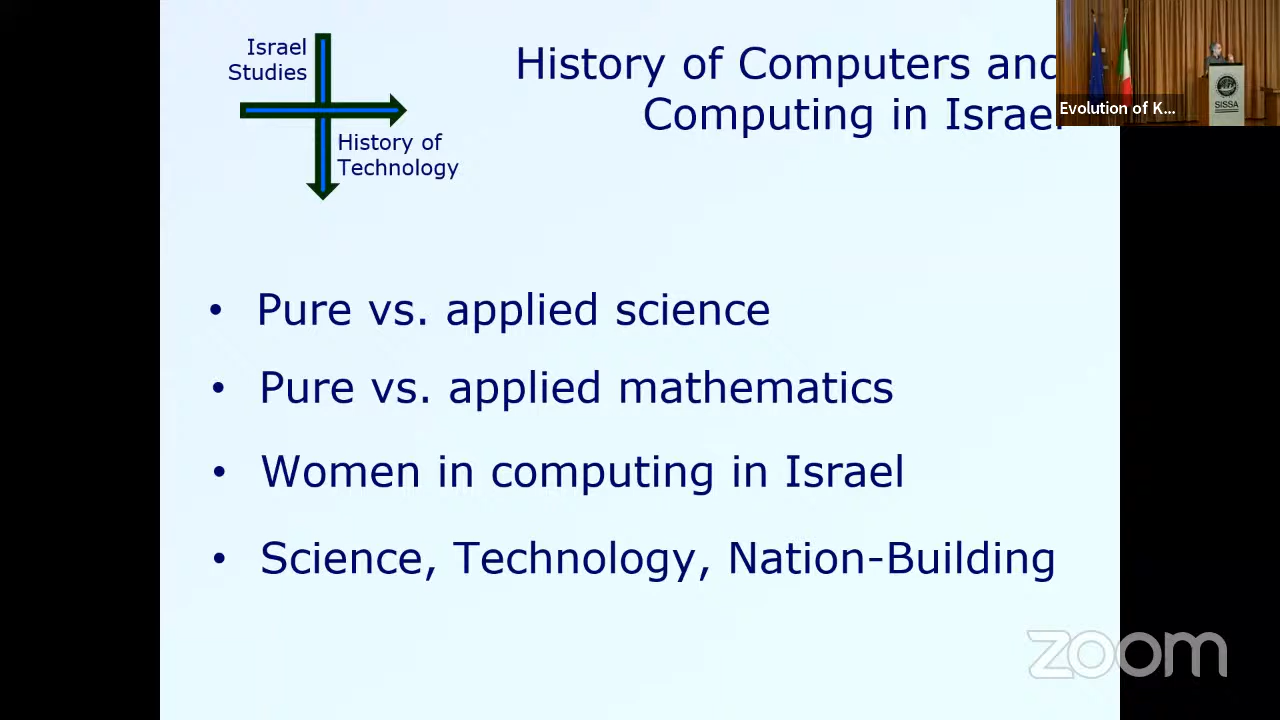 Israel
Studies
History of
Technology
History of Computers and
Computing in Israel
Evolution of K...
SISSA
• Pure vs. applied science
• Pure vs. applied mathematics
• Women in computing in Israel
• Science, Technology, Nation-Building
zoom